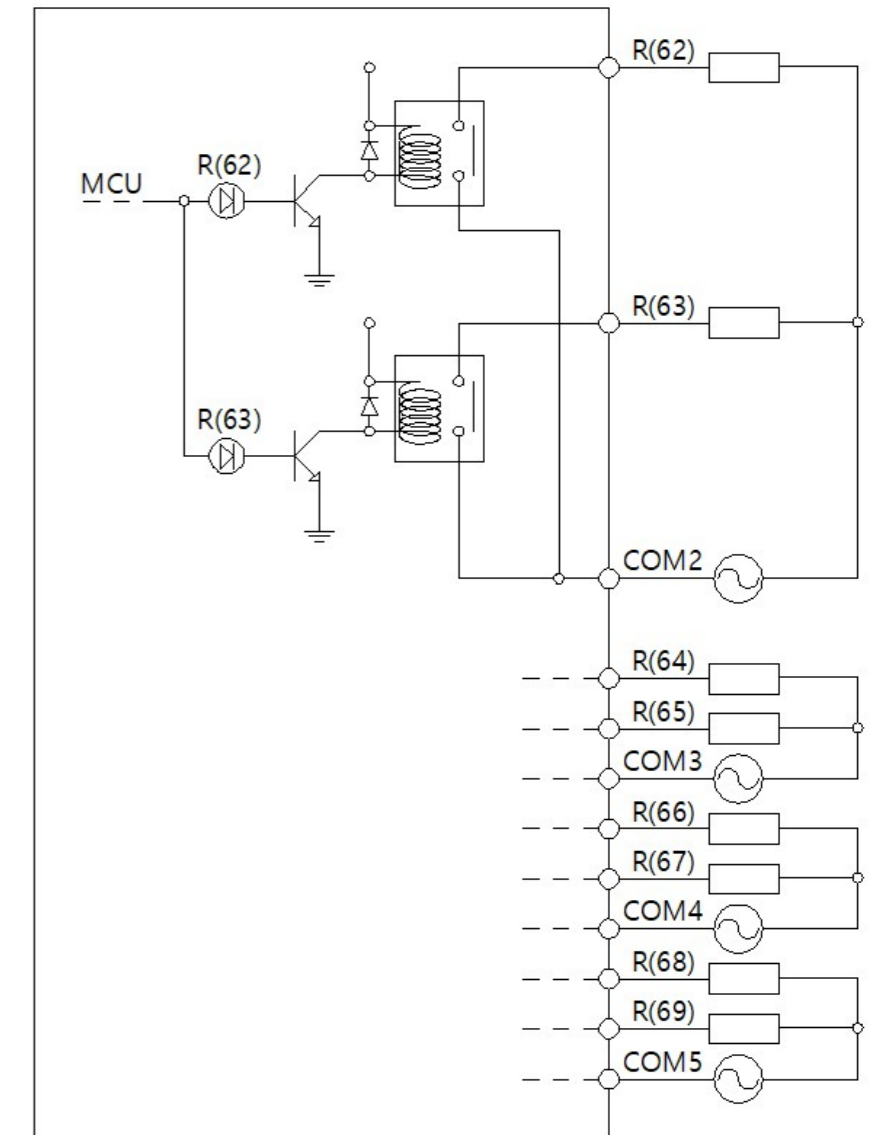 R(62)
R(62)
MCU
R(63)
R(63)
COM2
R(64)
R(65)
COM3
R(66)
R(67)
COM4
R(68)
R(69)
COM5